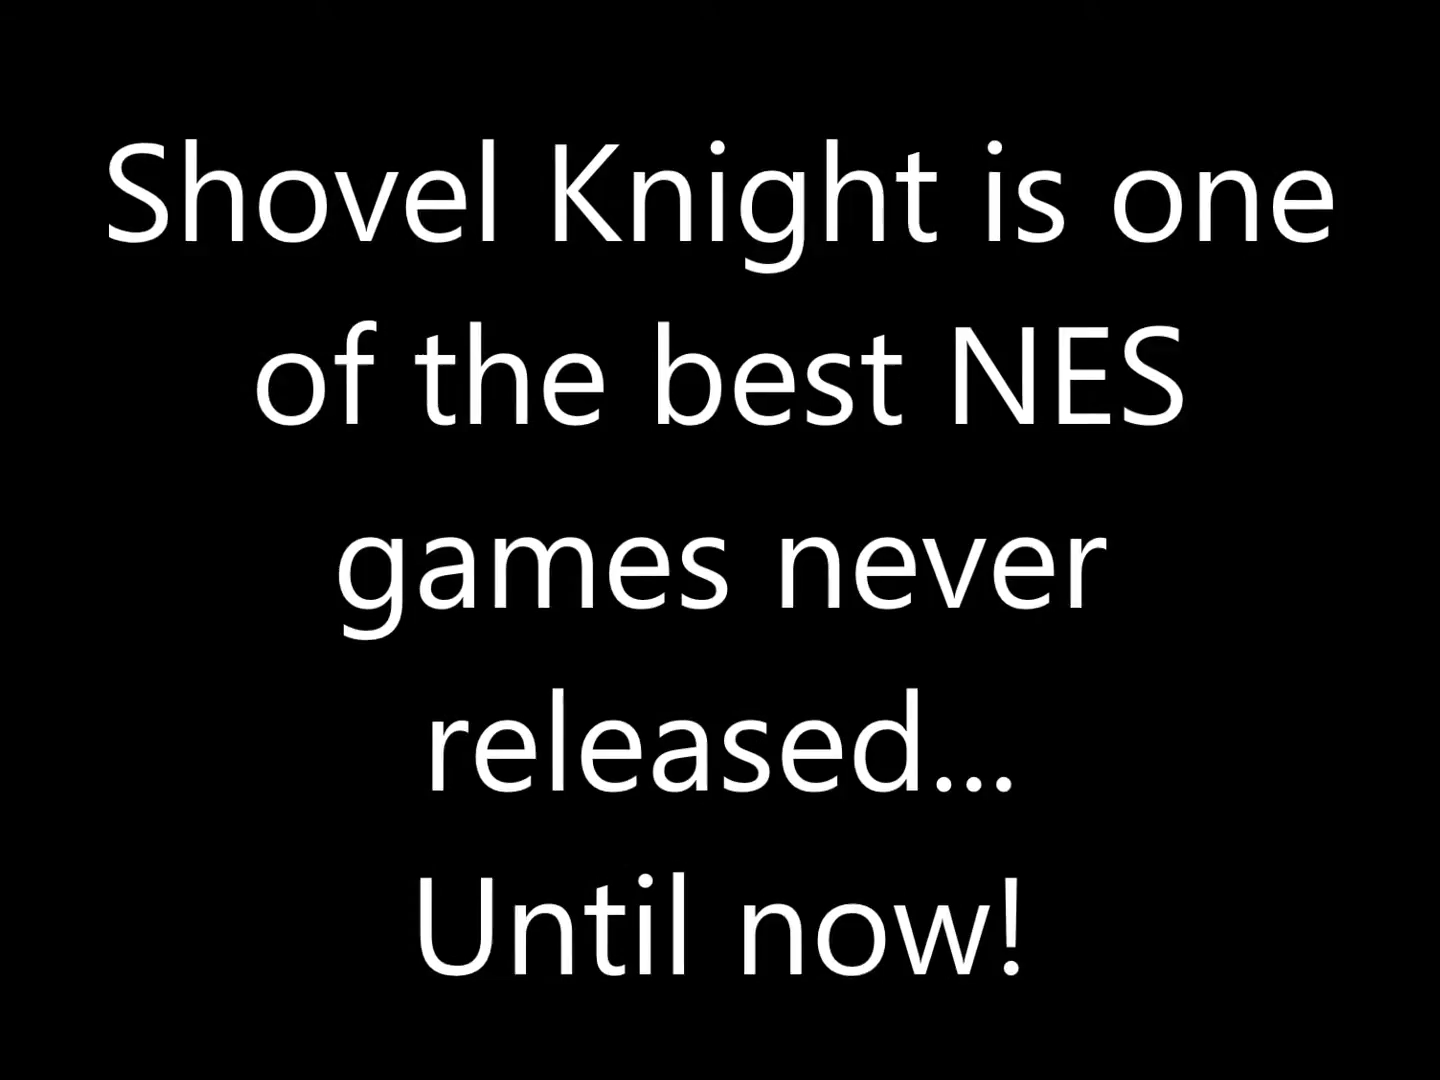 Shovel Knight is one
of the best NES
games never
released...
Until now!